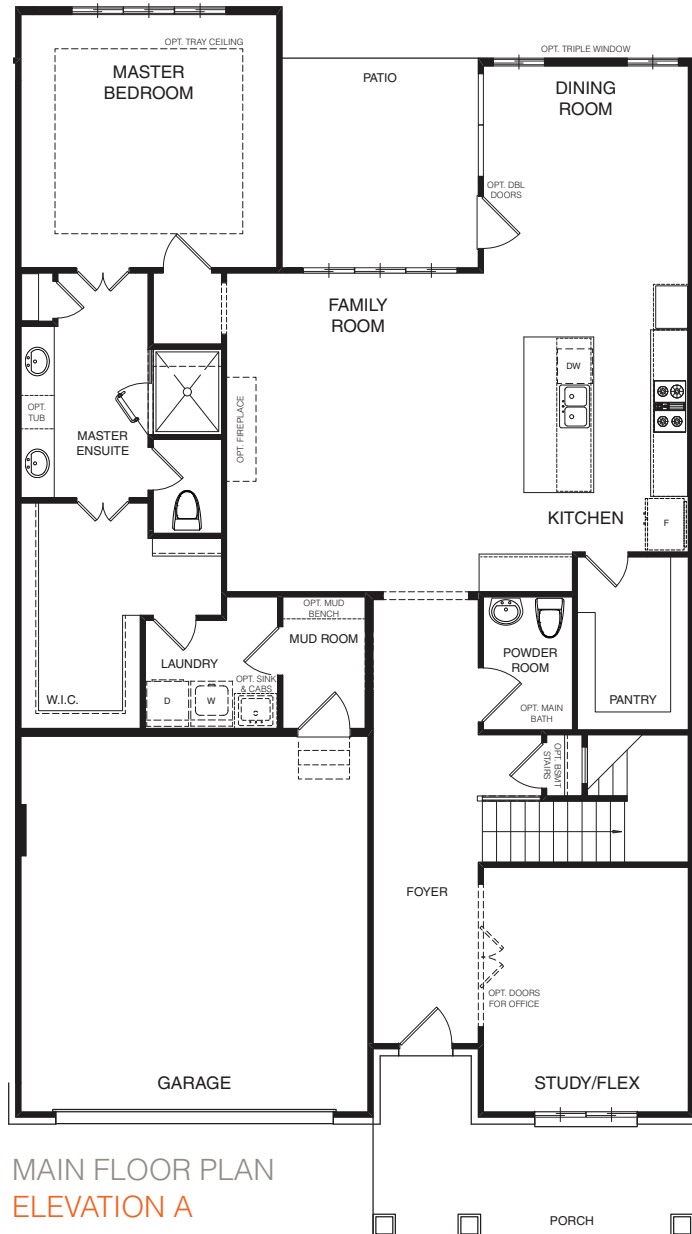 OPT. TRAY CEILING
MASTER
BEDROOM
PATIO
OPT. TRIPLE WINDOW
DINING
ROOM
OPT. DBL
DOORS
FAMILY
ROOM
DW
OPT.
TUB
MASTER
ENSUITE
OPT. FIREPLACE
KITCHEN
F
OPT. MUD
BENCH
MUD ROOM
LAUNDRY
OPT. SINK
& CABS
D
W
W.I.C.
POWDER
ROOM
OPT. MAIN
BATH
PANTRY
OPT. BSMT
STAIRS
FOYER
OPT. DOORS
FOR OFFICE
GARAGE
STUDY/FLEX
MAIN FLOOR PLAN
ELEVATION A
PORCH